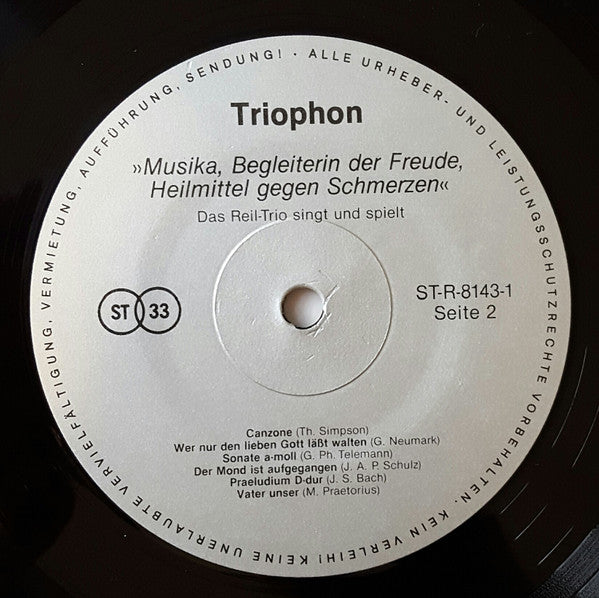 ALLE URHEBER- UND LEISTUNGSSCHUTZRECHTE VORBEHALTEN. KEIN VERLEIH! KEINE UNERLAUBTE VERVIELFÄLTIGUNG, VERMIETUNG, AUFFÜHRUNG, SENDUNG! ·
Triophon
»Musika, Begleiterin der Freude,
Heilmittel gegen Schmerzen«
Das Reil-Trio singt und spielt
ST 33
ST-R-8143-1
Seite 2
Canzone (Th. Simpson)
Wer nur den lieben Gott läßt walten (G. Neumark)
Sonate a-moll (G. Ph. Telemann)
Der Mond ist aufgegangen (J. A. P. Schulz)
Praeludium D-dur (J. S. Bach)
Vater unser (M. Praetorius)